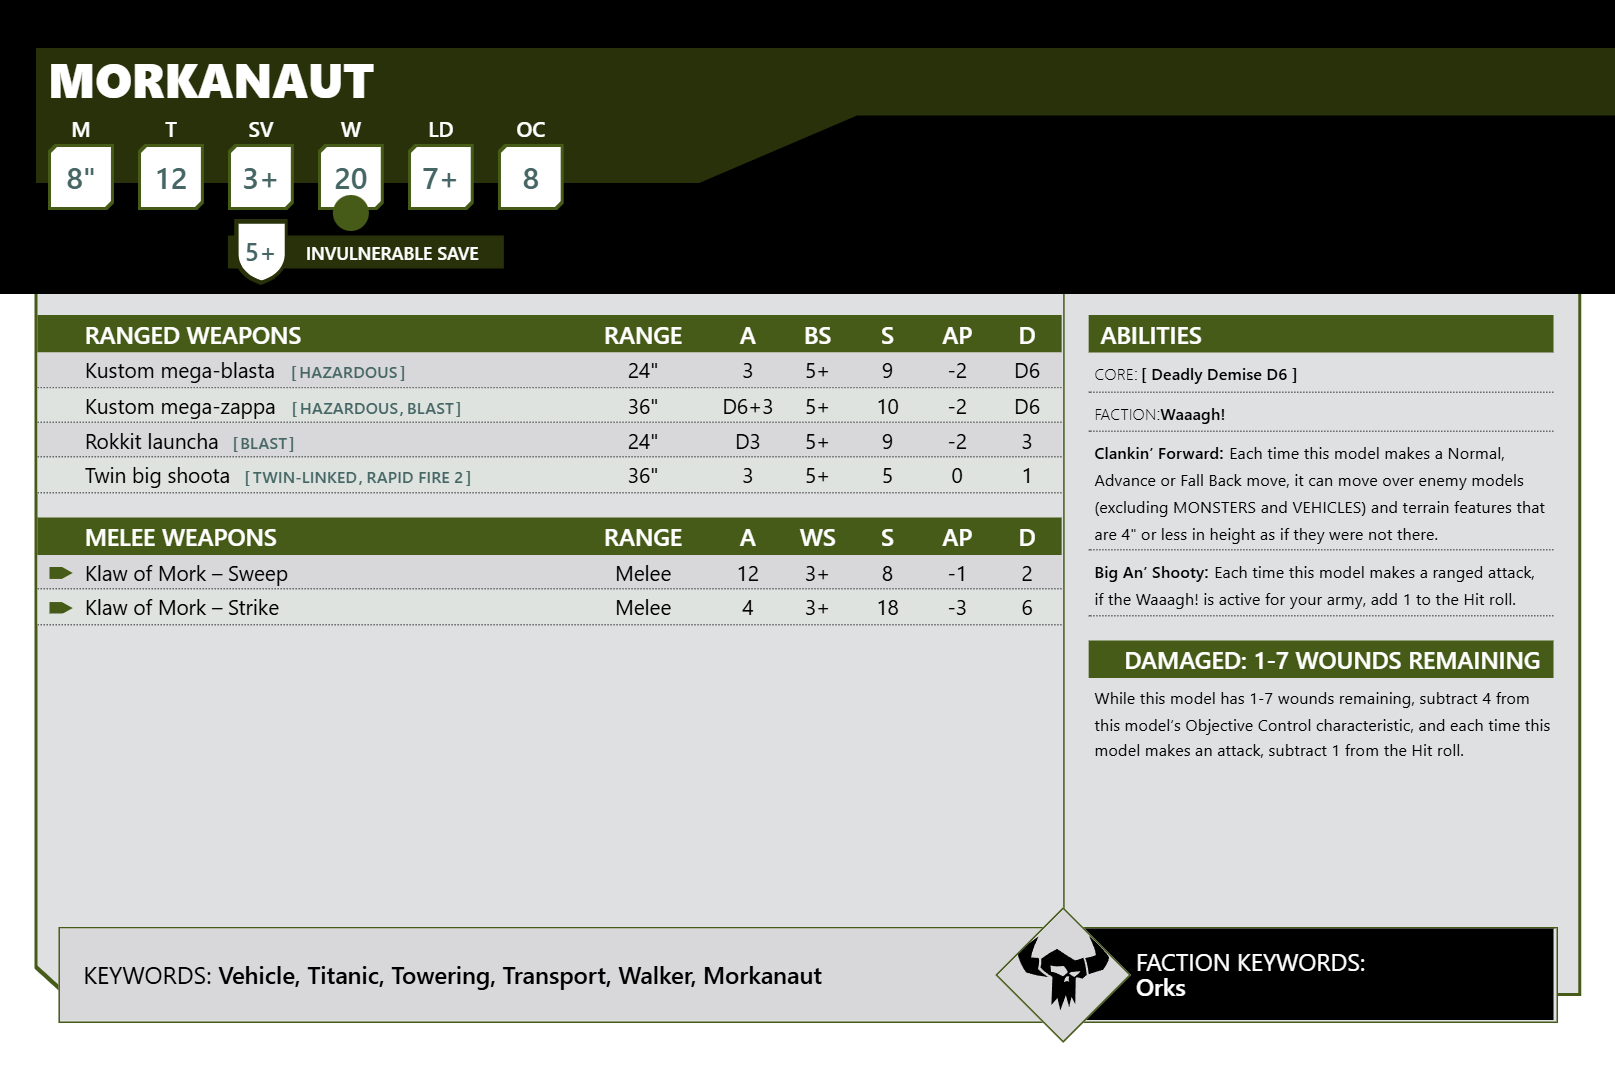 MORKANAUT
M T SV W LD OC
8" 12 3+ 20 7+ 8
5+ INVULNERABLE SAVE
RANGED WEAPONS RANGE A BS S AP D
Kustom mega-blasta [HAZARDOUS] 24" 3 5+ 9 -2 D6
Kustom mega-zappa [HAZARDOUS, BLAST] 36" D6+3 5+ 10 -2 D6
Rokkit launcha [BLAST] 24" D3 5+ 9 -2 3
Twin big shoota [TWIN-LINKED, RAPID FIRE 2] 36" 3 5+ 5 0 1
MELEE WEAPONS RANGE A WS S AP D
Klaw of Mork – Sweep Melee 12 3+ 8 -1 2
Klaw of Mork – Strike Melee 4 3+ 18 -3 6
ABILITIES
CORE: [ Deadly Demise D6 ]
FACTION:Waaagh!
Clankin’ Forward: Each time this model makes a Normal,
Advance or Fall Back move, it can move over enemy models
(excluding MONSTERS and VEHICLES) and terrain features that
are 4" or less in height as if they were not there.
Big An’ Shooty: Each time this model makes a ranged attack,
if the Waaagh! is active for your army, add 1 to the Hit roll.
DAMAGED: 1-7 WOUNDS REMAINING
While this model has 1-7 wounds remaining, subtract 4 from
this model’s Objective Control characteristic, and each time this
model makes an attack, subtract 1 from the Hit roll.
KEYWORDS: Vehicle, Titanic, Towering, Transport, Walker, Morkanaut
FACTION KEYWORDS:
Orks